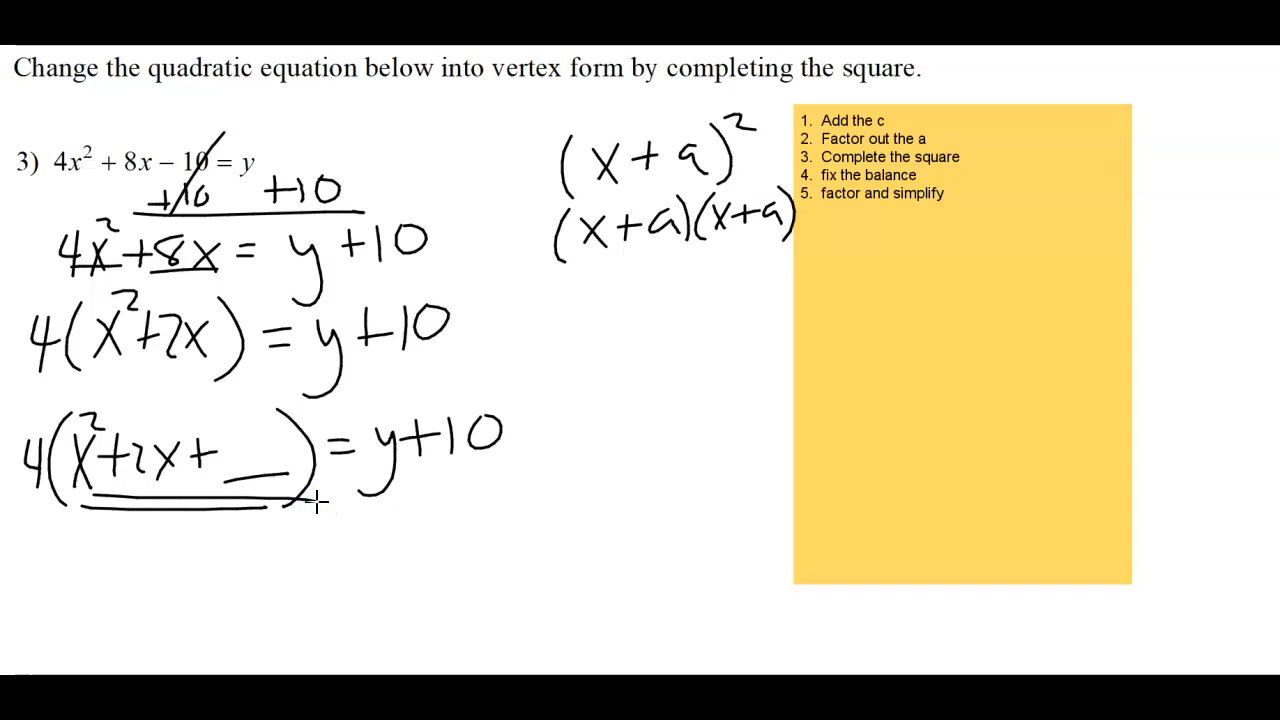 Change the quadratic equation below into vertex form by completing the square.
3) 4x² + 8x − 10 = y
+10 +10
4x² + 8x = y + 10
4(x² + 2x) = y + 10
4(x² + 2x + __) = y + 10
(x + a)²
(x + a)(x + a)
1. Add the c
2. Factor out the a
3. Complete the square
4. fix the balance
5. factor and simplify